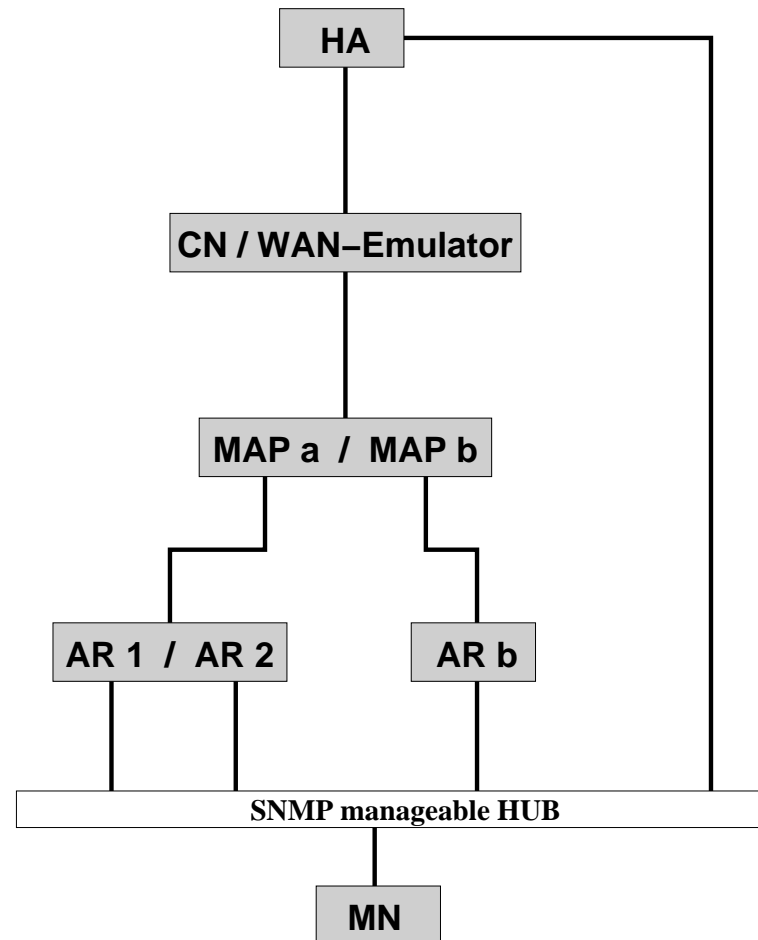 HA
CN / WAN–Emulator
MAP a / MAP b
AR 1 / AR 2
AR b
SNMP manageable HUB
MN